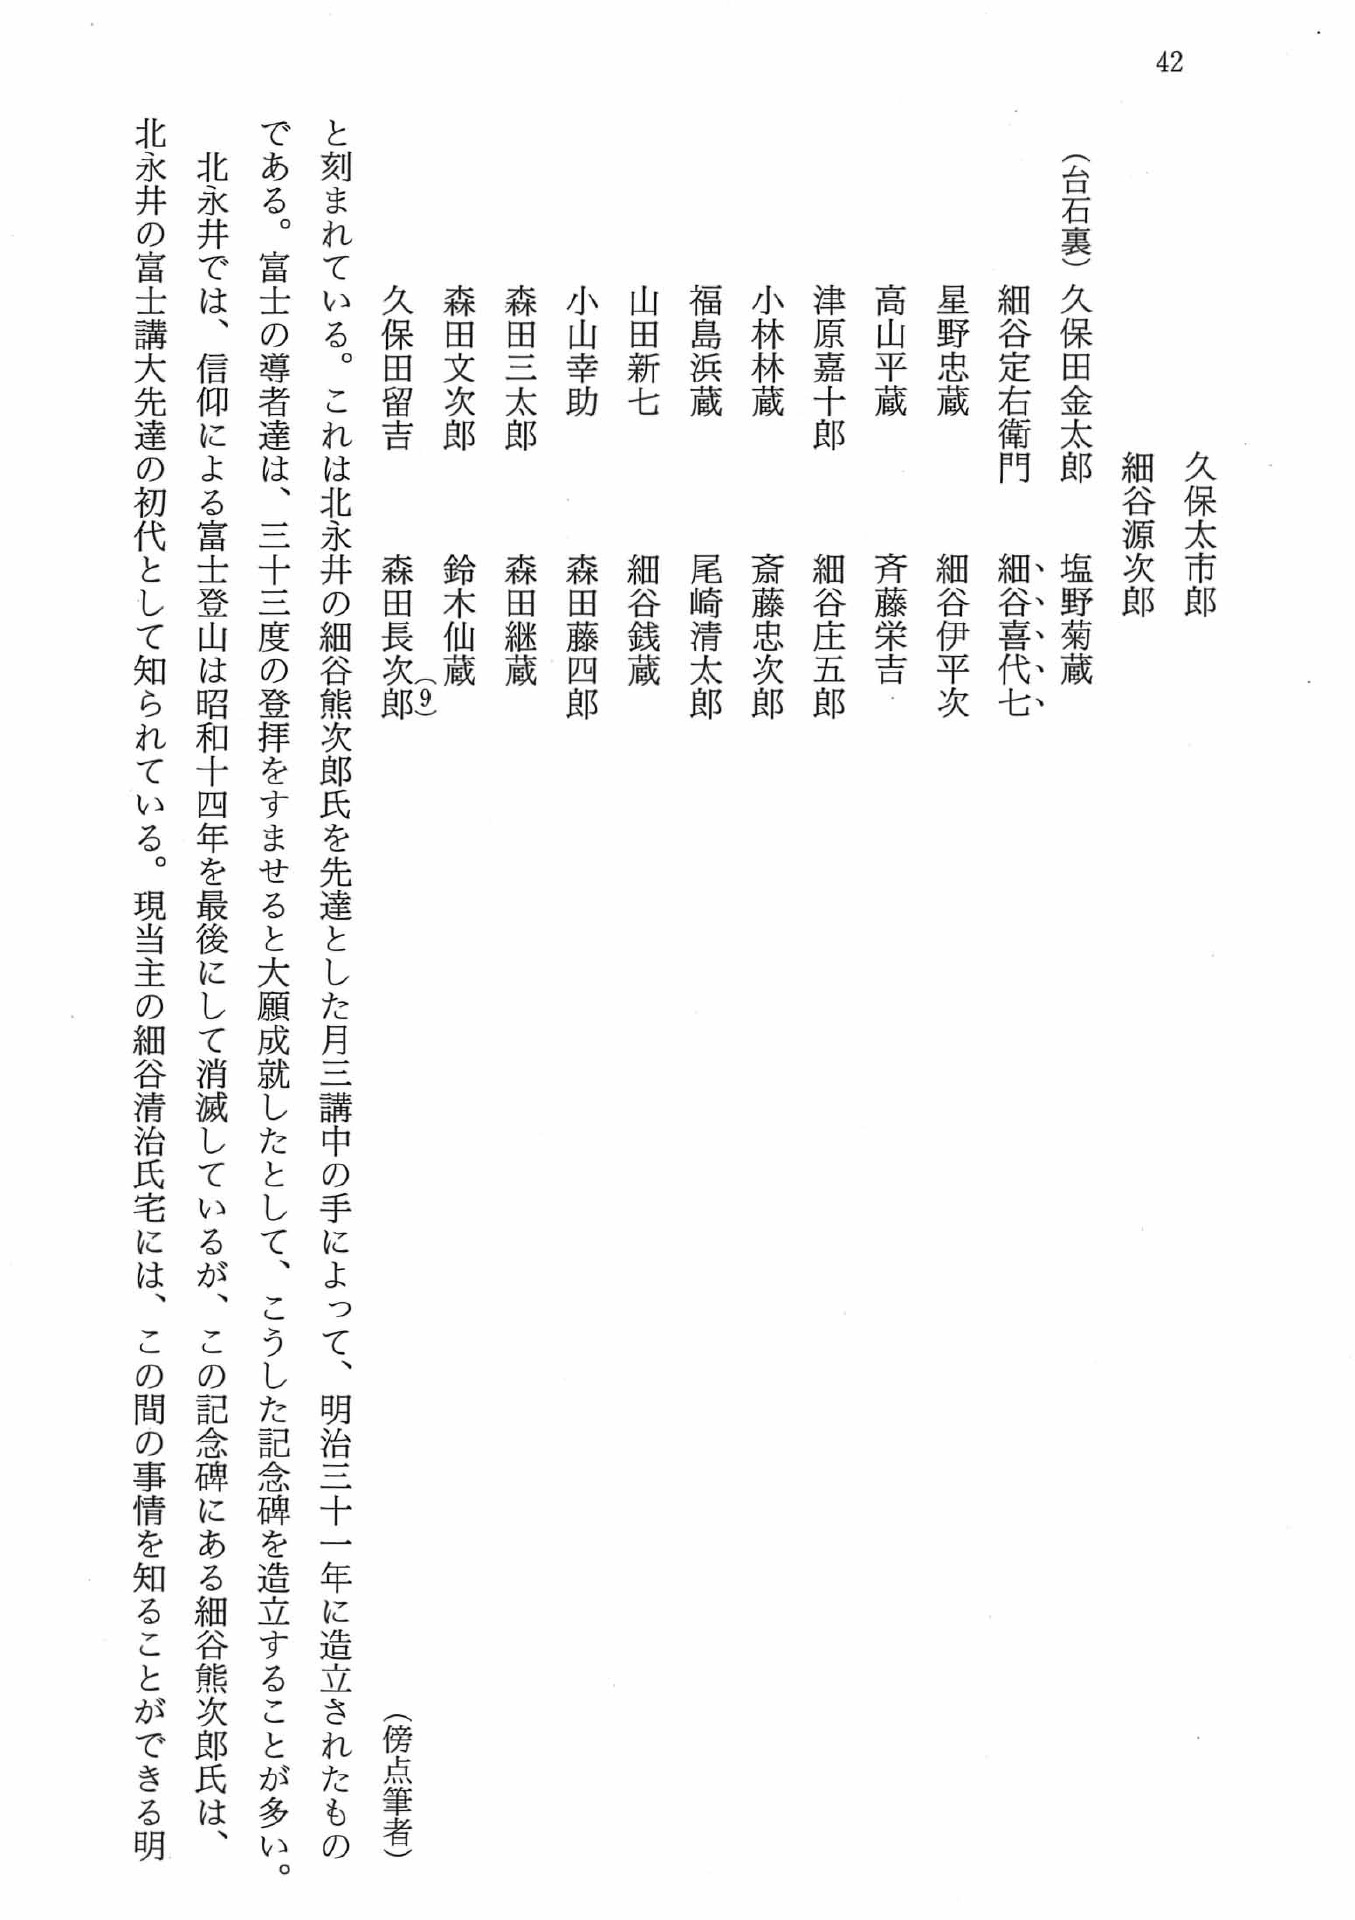 42
久保太市郎
細谷源次郎
（台石裏）久保田金太郎　塩野菊蔵
細谷定右衛門　細谷喜代七
星野忠蔵　細谷伊平次
高山平蔵　斉藤栄吉
津原嘉十郎　細谷庄五郎
小林林蔵　斎藤忠次郎
福島浜蔵　尾崎清太郎
山田新七　細谷銭蔵
小山幸助　森田藤四郎
森田三太郎　森田継蔵
森田文次郎　鈴木仙蔵
久保田留吉　森田長次郎（9）　（傍点筆者）
と刻まれている。これは北永井の細谷熊次郎氏を先達とした月三講中の手によって、明治三十一年に造立されたもの
である。富士の導者達は、三十三度の登拝をすませると大願成就したとして、こうした記念碑を造立することが多い。
北永井では、信仰による富士登山は昭和十四年を最後にして消滅しているが、この記念碑にある細谷熊次郎氏は、
北永井の富士講大先達の初代として知られている。現当主の細谷清治氏宅には、この間の事情を知ることができる明